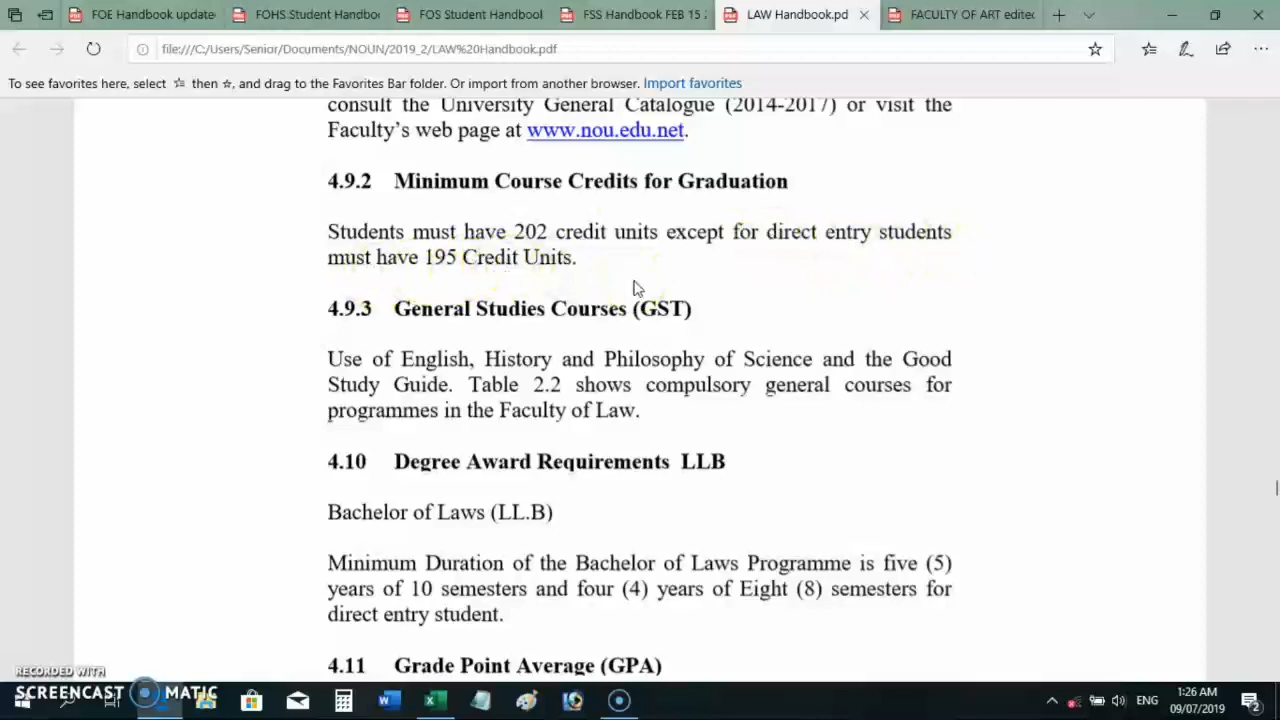 FOE Handbook update
FOHS Student Handbo
FOS Student Handbool
FSS Handbook FEB 15 2
LAW Handbook.pd
FACULTY OF ART edited
file:///C:/Users/Senior/Documents/NOUN/2019_2/LAW%20Handbook.pdf
To see favorites here, select ☆ then ☆, and drag to the Favorites Bar folder. Or import from another browser. Import favorites
consult the University General Catalogue (2014-2017) or visit the
Faculty's web page at www.nou.edu.net.
4.9.2 Minimum Course Credits for Graduation
Students must have 202 credit units except for direct entry students
must have 195 Credit Units.
4.9.3 General Studies Courses (GST)
Use of English, History and Philosophy of Science and the Good
Study Guide. Table 2.2 shows compulsory general courses for
programmes in the Faculty of Law.
4.10 Degree Award Requirements LLB
Bachelor of Laws (LL.B)
Minimum Duration of the Bachelor of Laws Programme is five (5)
years of 10 semesters and four (4) years of Eight (8) semesters for
direct entry student.
4.11 Grade Point Average (GPA)
RECORDED WITH
SCREENCAST MATIC
ENG
1:26 AM
09/07/2019
2